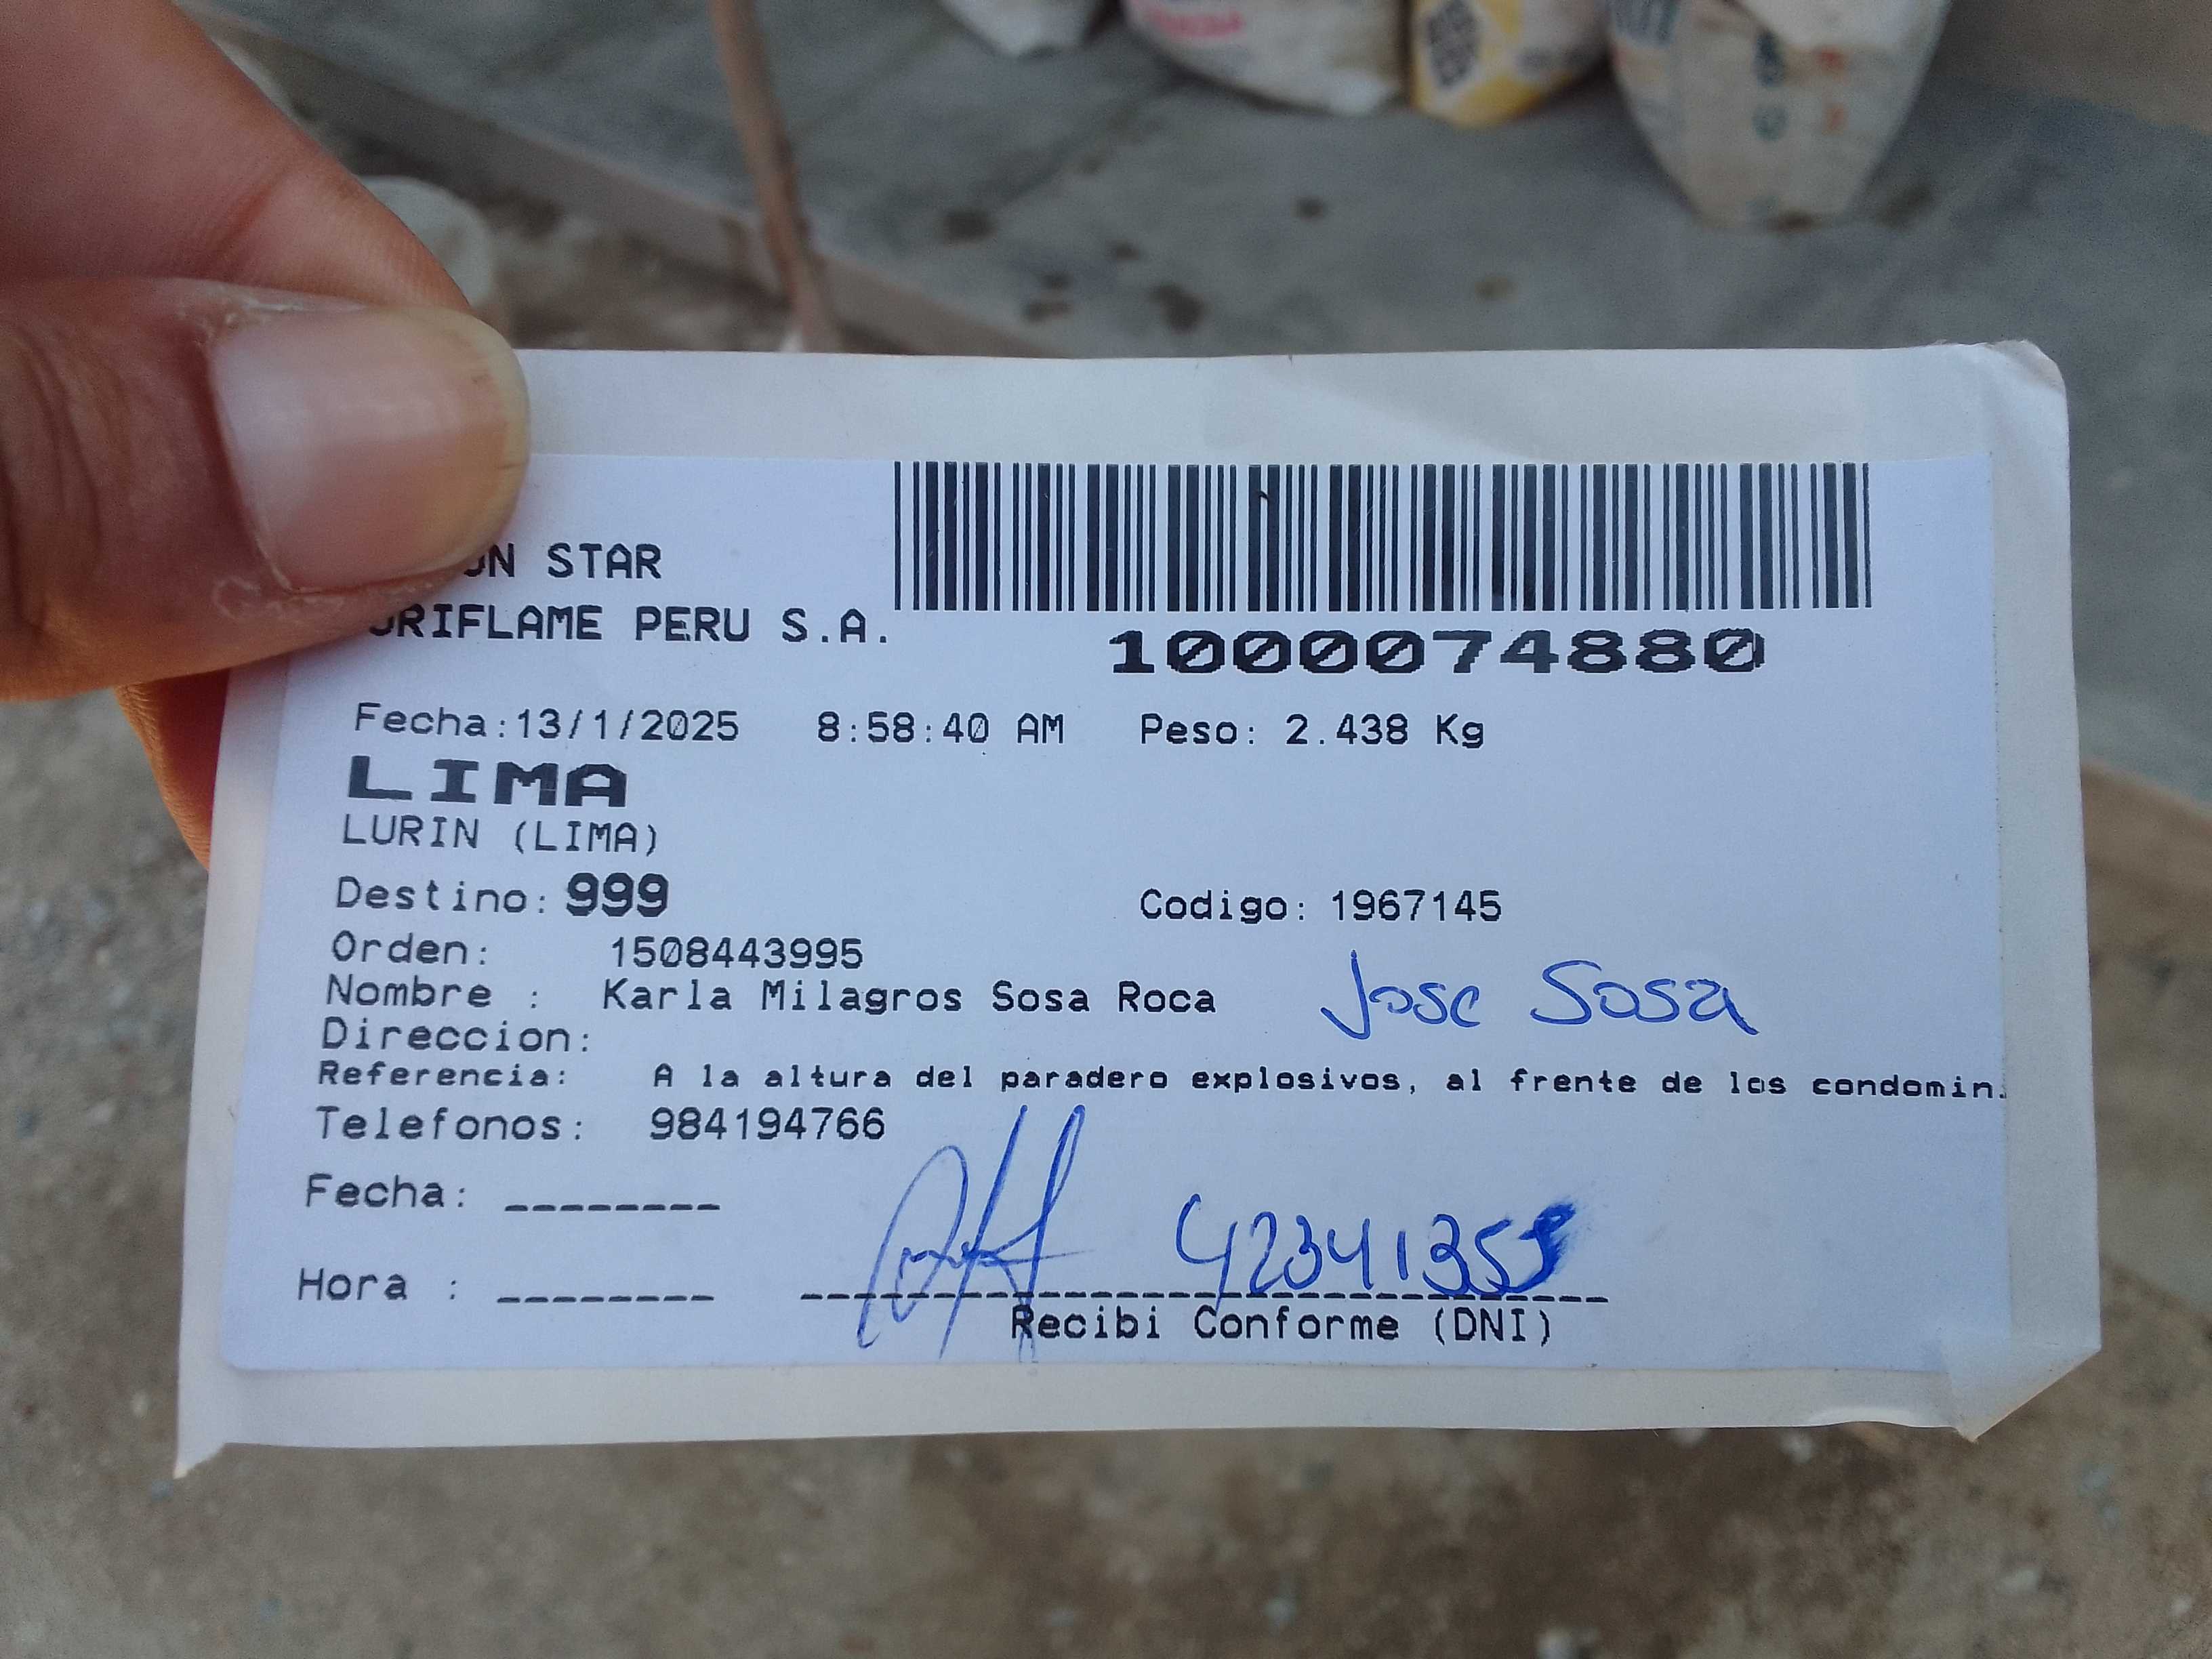 STAR
ORIFLAME PERU S.A.
1000074880
Fecha:13/1/2025 8:58:40 AM Peso: 2.438 Kg
LIMA
LURIN (LIMA)
Destino: 999 Codigo: 1967145
Orden: 1508443995
Nombre : Karla Milagros Sosa Roca Jose Sosa
Direccion:
Referencia: A la altura del paradero explosivos, al frente de los condomin.
Telefonos: 984194766
Fecha: ________
Hora : ________
Recibi Conforme (DNI)